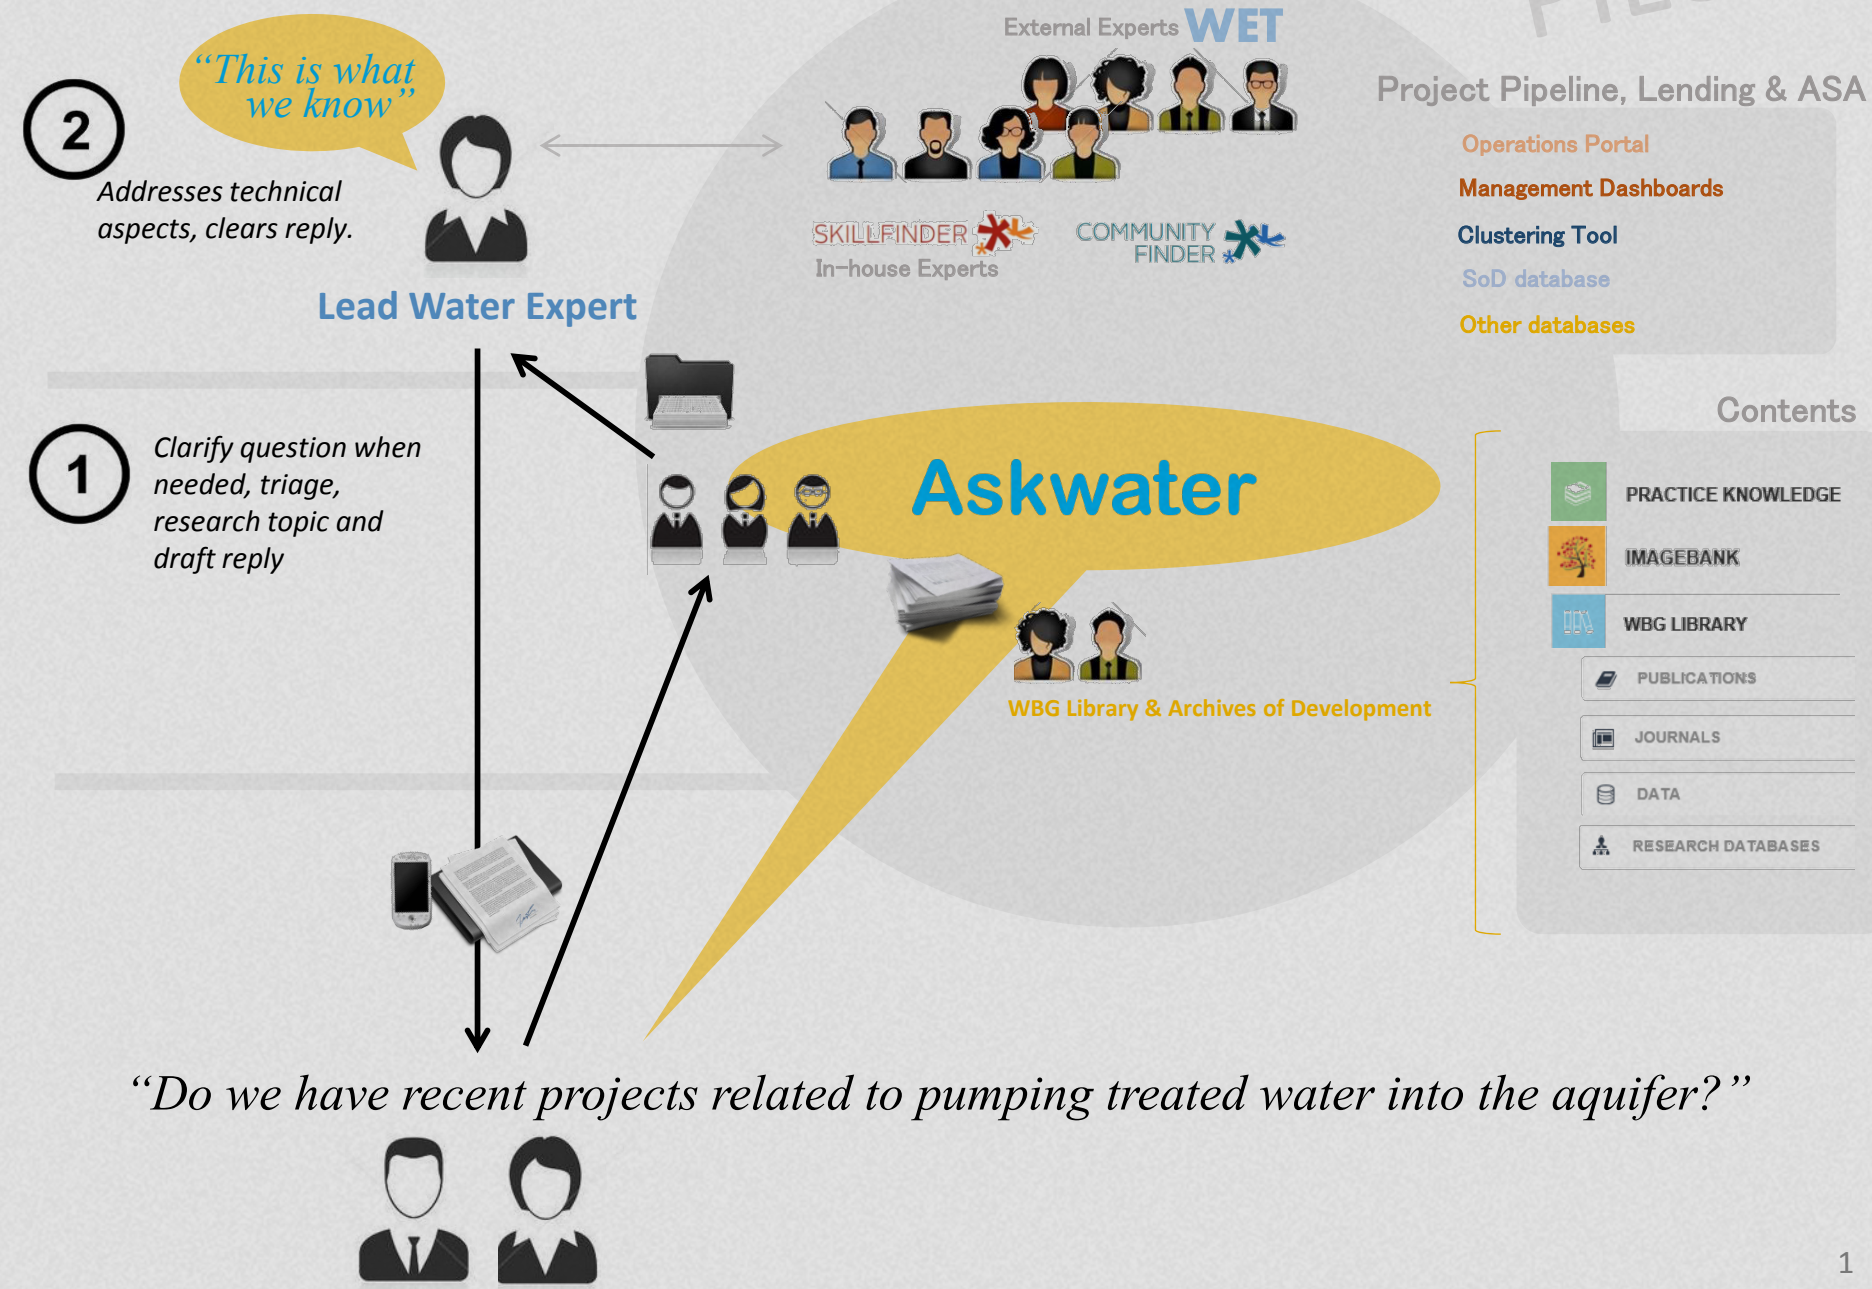 External Experts WET
“This is what
we know”
2
Addresses technical
aspects, clears reply.
Lead Water Expert
SKILLFINDER
In-house Experts
COMMUNITY
FINDER
Project Pipeline, Lending & ASA
Operations Portal
Management Dashboards
Clustering Tool
SoD database
Other databases
1
Clarify question when
needed, triage,
research topic and
draft reply
Askwater
WBG Library & Archives of Development
Contents
PRACTICE KNOWLEDGE
IMAGEBANK
WBG LIBRARY
PUBLICATIONS
JOURNALS
DATA
RESEARCH DATABASES
“Do we have recent projects related to pumping treated water into the aquifer?”
1